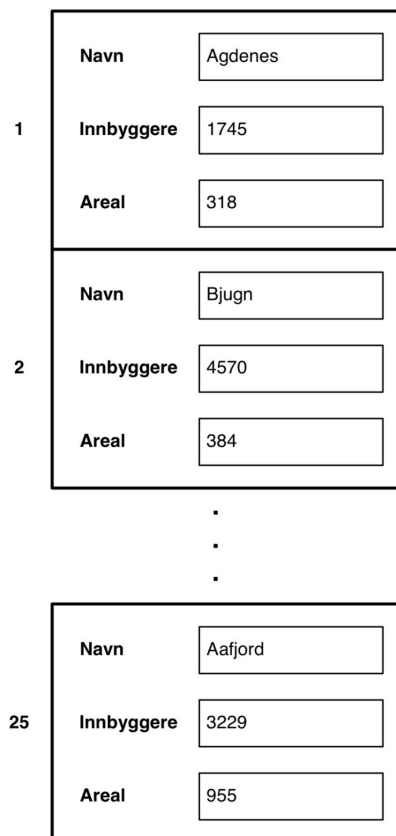 Navn Agdenes
1 Innbyggere 1745
Areal 318
Navn Bjugn
2 Innbyggere 4570
Areal 384
.
.
.
Navn Aafjord
25 Innbyggere 3229
Areal 955